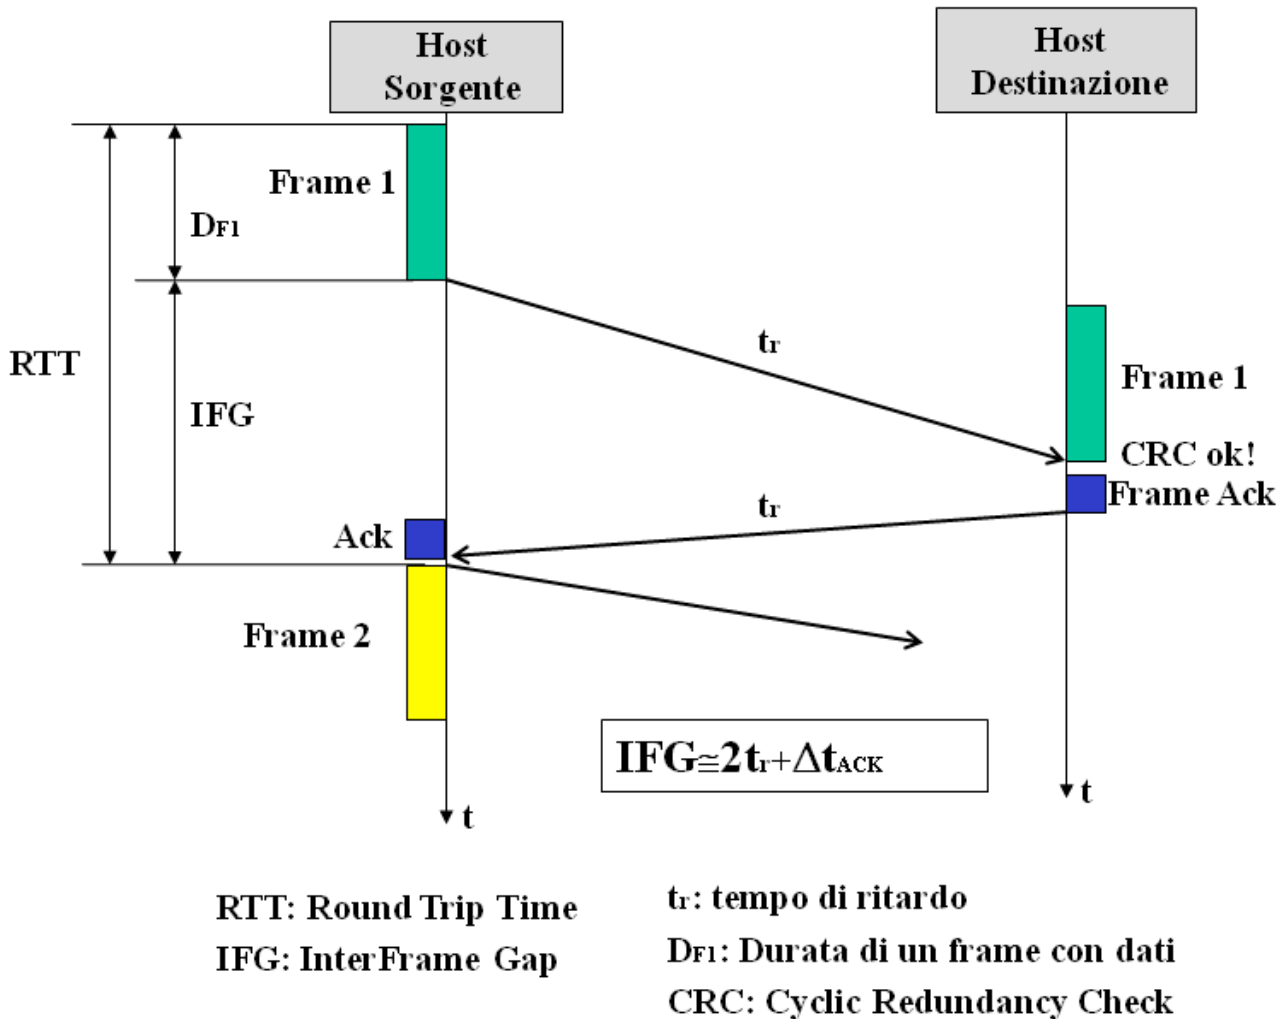 Host
Sorgente
Host
Destinazione
Frame 1
DF1
RTT
IFG
tr
Frame 1
CRC ok!
Frame Ack
tr
Ack
Frame 2
IFG≅2tr+ΔtACK
t
t
RTT: Round Trip Time
IFG: InterFrame Gap
tr: tempo di ritardo
DF1: Durata di un frame con dati
CRC: Cyclic Redundancy Check